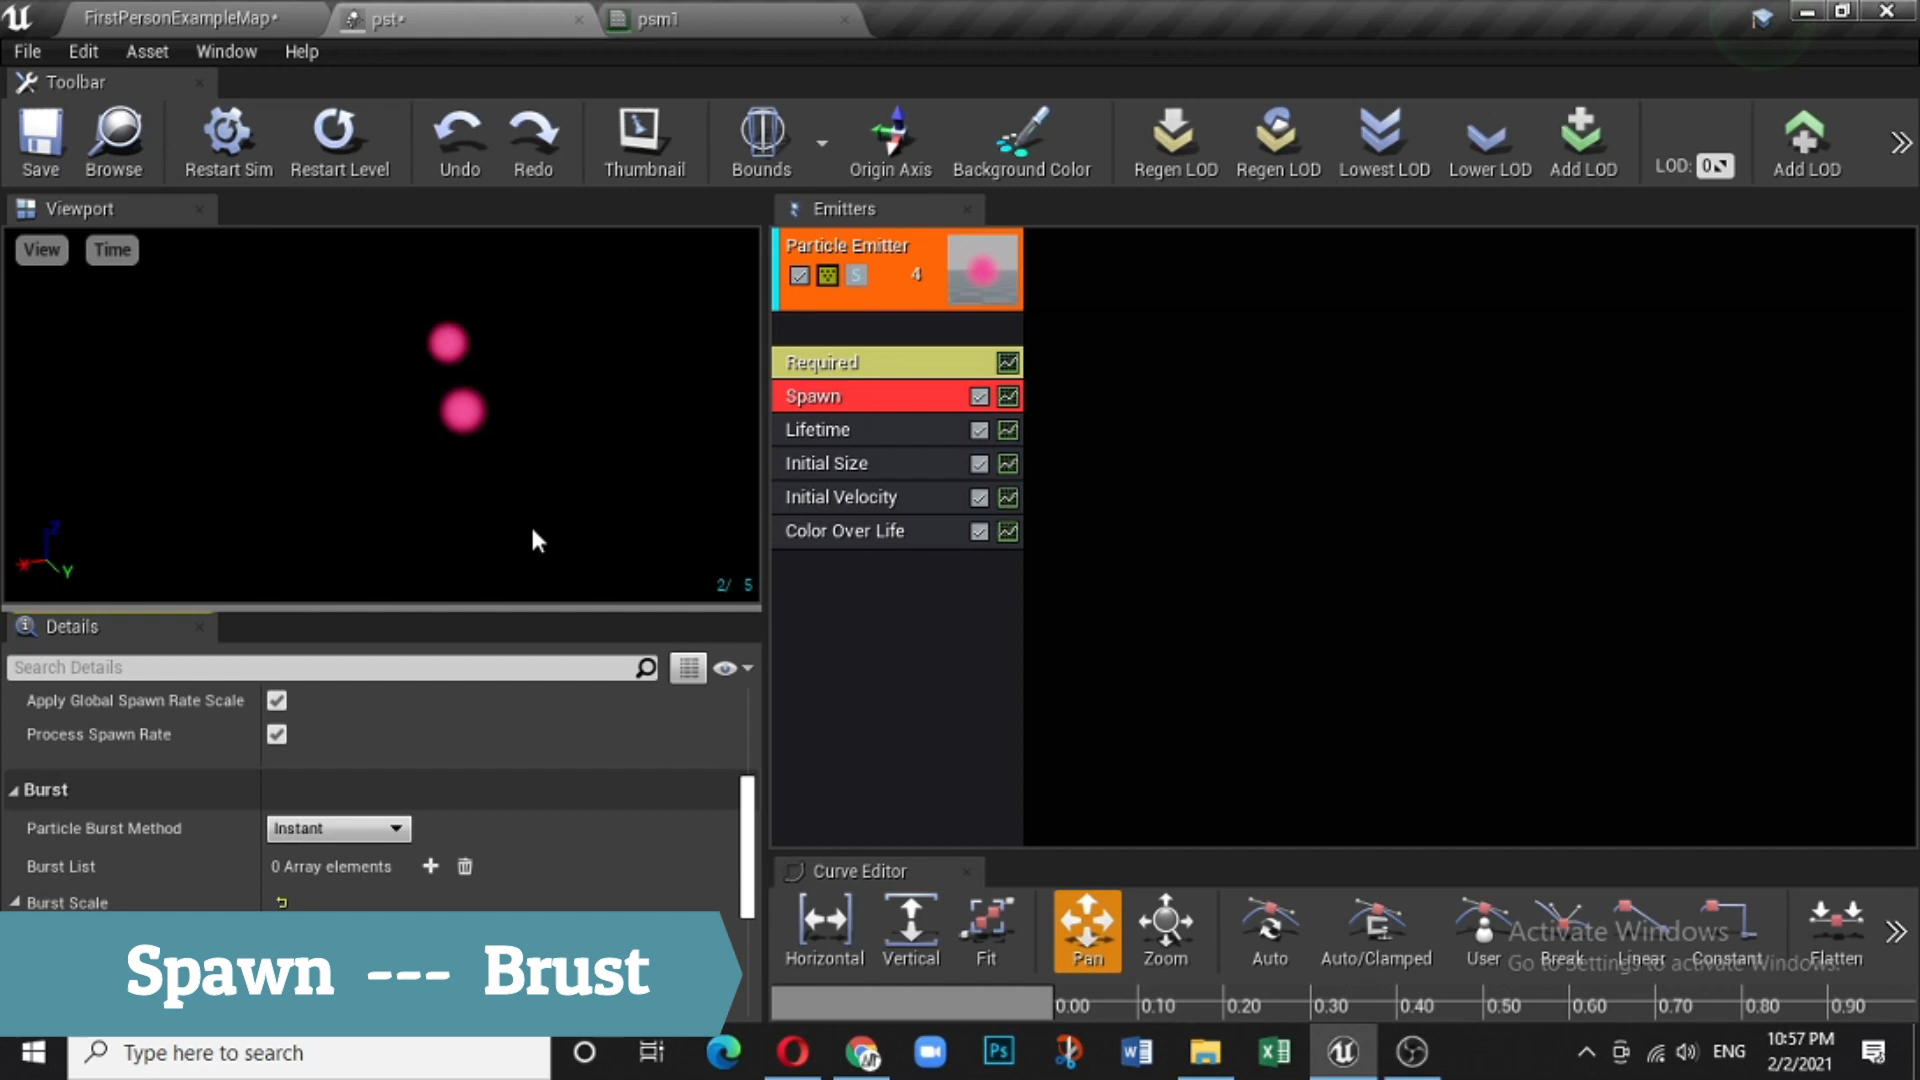 FirstPersonExampleMap*
pst*
psm1
File Edit Asset Window Help
Toolbar
Save Browse Restart Sim Restart Level Undo Redo Thumbnail Bounds Origin Axis Background Color Regen LOD Regen LOD Lowest LOD Lower LOD Add LOD LOD: 0 Add LOD
Viewport
Emitters
View Time
Particle Emitter
S 4
Required
Spawn
Lifetime
Initial Size
Initial Velocity
Color Over Life
Z
Y
2/ 5
Details
Search Details
Apply Global Spawn Rate Scale
Process Spawn Rate
Burst
Particle Burst Method Instant
Burst List 0 Array elements
Burst Scale
Curve Editor
Horizontal Vertical Fit Pan Zoom Auto Auto/Clamped User Break Linear Constant Flatten
Activate Windows
Go to Settings to activate Windows.
0.00 0.10 0.20 0.30 0.40 0.50 0.60 0.70 0.80 0.90
Spawn --- Brust
Type here to search
Ps
ENG
10:57 PM
2/2/2021